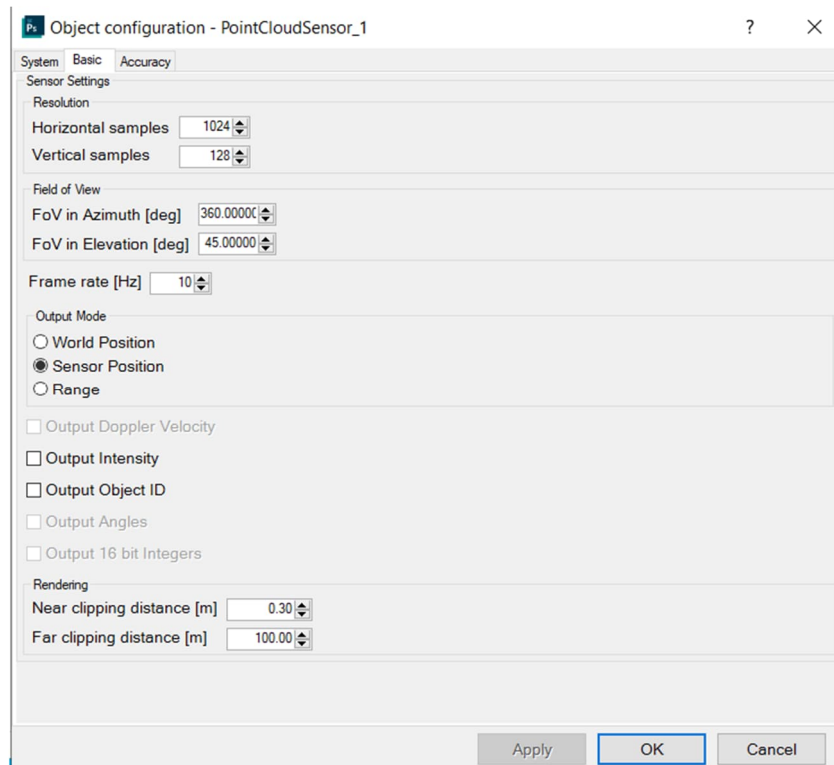 Ps Object configuration - PointCloudSensor_1 ?
System Basic Accuracy
Sensor Settings
Resolution
Horizontal samples 1024
Vertical samples 128
Field of View
FoV in Azimuth [deg] 360.0000
FoV in Elevation [deg] 45.00000
Frame rate [Hz] 10
Output Mode
World Position
Sensor Position
Range
Output Doppler Velocity
Output Intensity
Output Object ID
Output Angles
Output 16 bit Integers
Rendering
Near clipping distance [m] 0.30
Far clipping distance [m] 100.00
Apply OK Cancel